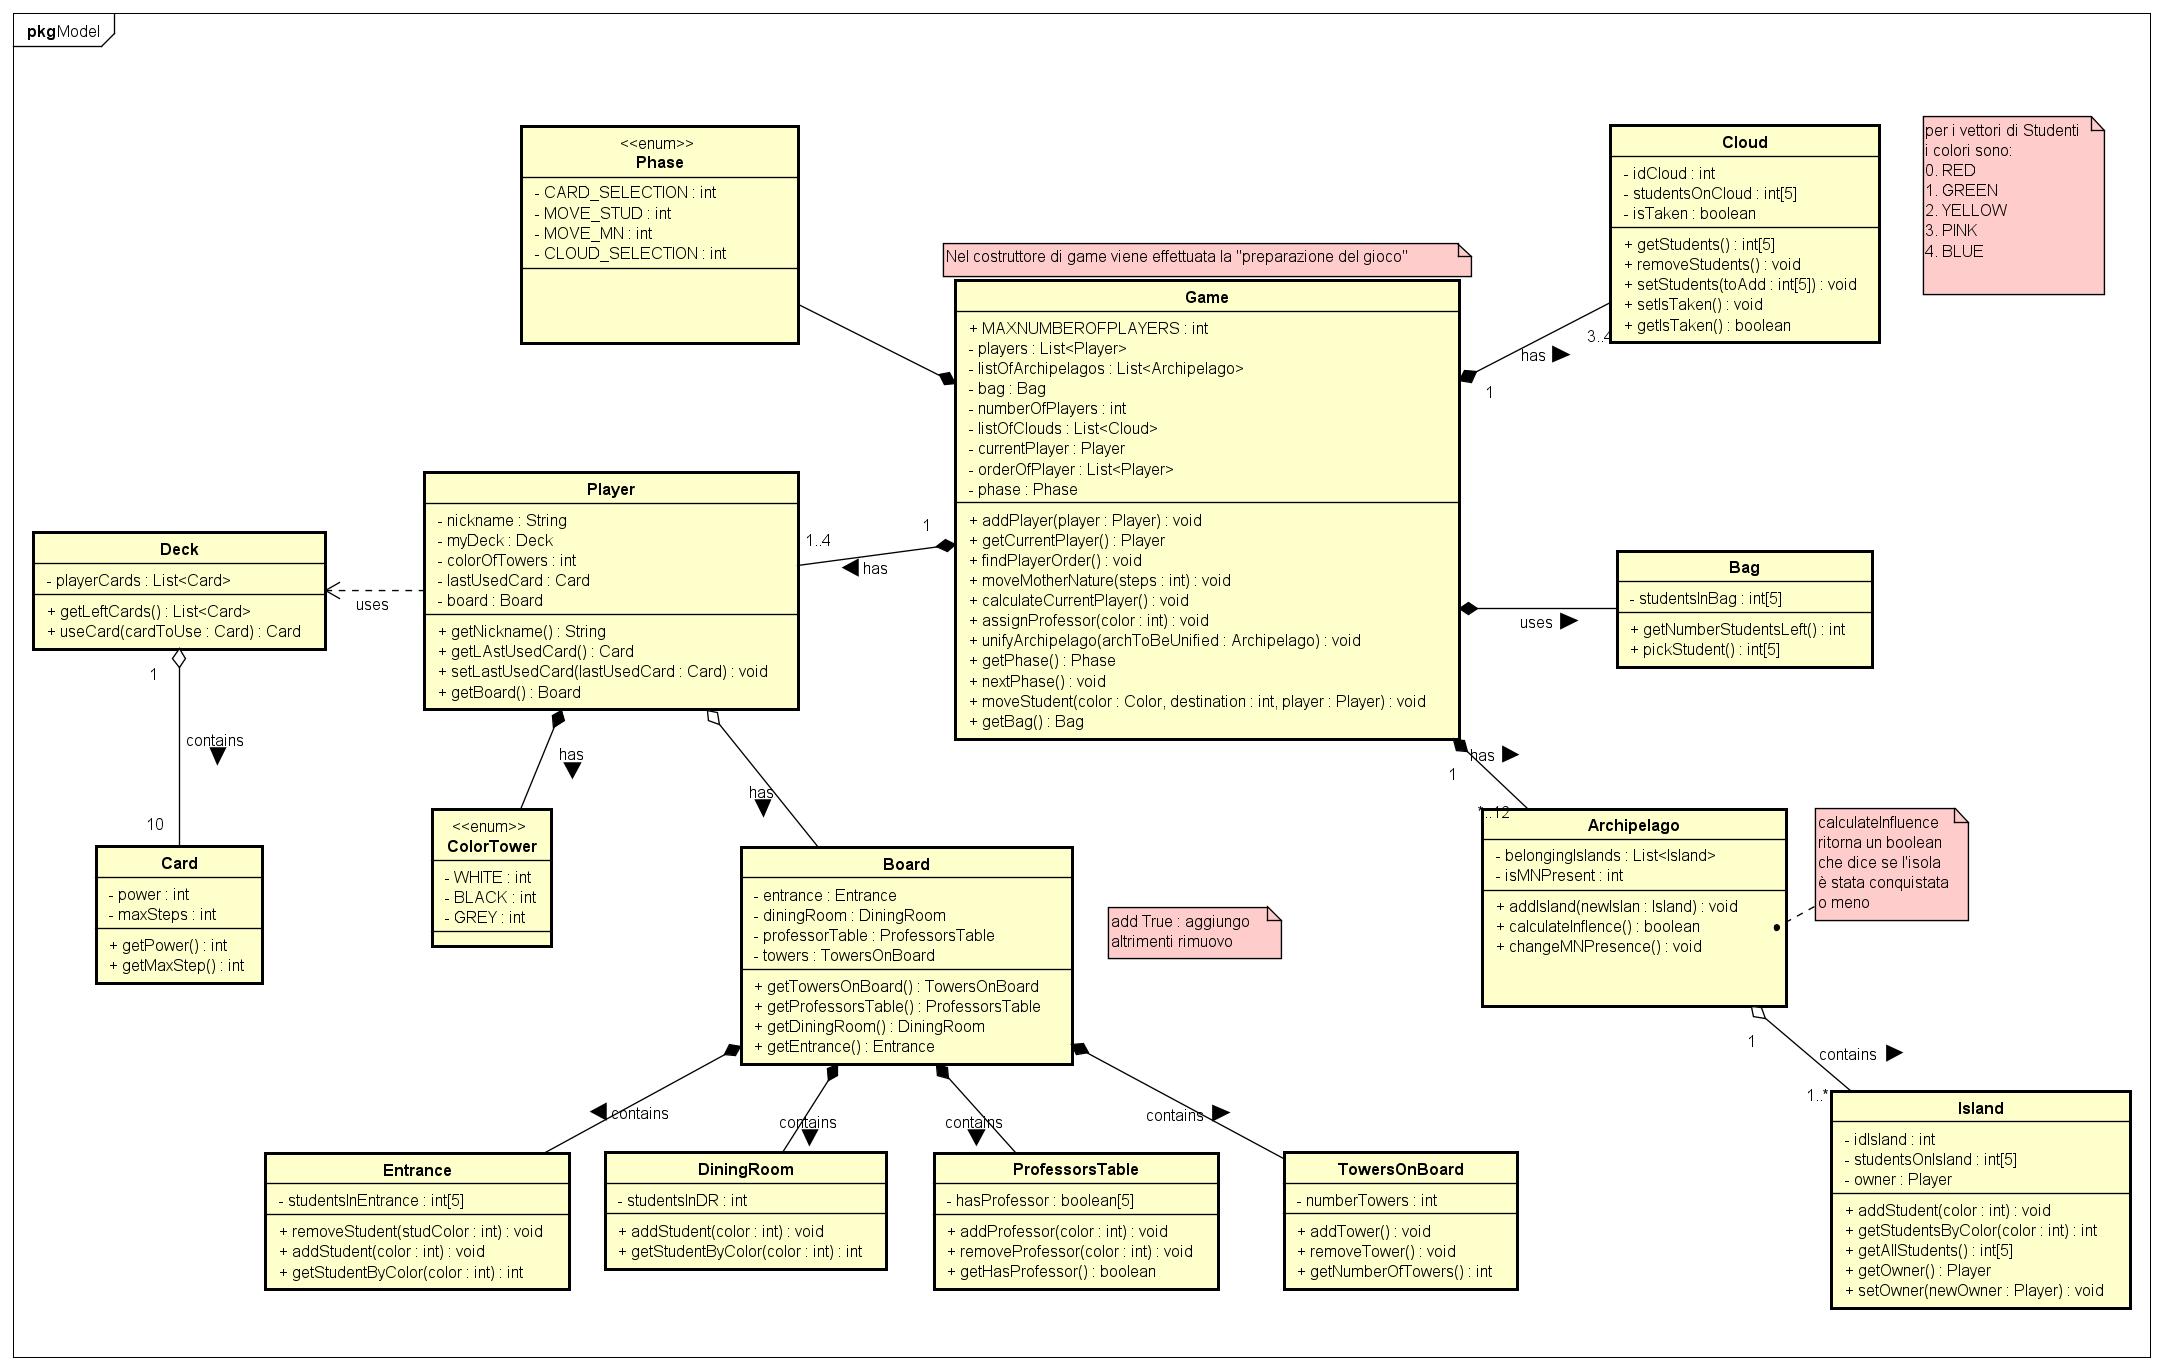 pkgModel
<<enum>>
Phase
- CARD_SELECTION : int
- MOVE_STUD : int
- MOVE_MN : int
- CLOUD_SELECTION : int
Cloud
- idCloud : int
- studentsOnCloud : int[5]
- isTaken : boolean
+ getStudents() : int[5]
+ removeStudents() : void
+ setStudents(toAdd : int[5]) : void
+ setIsTaken() : void
+ getIsTaken() : boolean
per i vettori di Studenti
i colori sono:
0. RED
1. GREEN
2. YELLOW
3. PINK
4. BLUE
Nel costruttore di game viene effettuata la "preparazione del gioco"
Game
+ MAXNUMBEROFPLAYERS : int
- players : List<Player>
- listOfArchipelagos : List<Archipelago>
- bag : Bag
- numberOfPlayers : int
- listOfClouds : List<Cloud>
- currentPlayer : Player
- orderOfPlayer : List<Player>
- phase : Phase
+ addPlayer(player : Player) : void
+ getCurrentPlayer() : Player
+ findPlayerOrder() : void
+ moveMotherNature(steps : int) : void
+ calculateCurrentPlayer() : void
+ assignProfessor(color : int) : void
+ unifyArchipelago(archToBeUnified : Archipelago) : void
+ getPhase() : Phase
+ nextPhase() : void
+ moveStudent(color : Color, destination : int, player : Player) : void
+ getBag() : Bag
3..4
has
1
Player
- nickname : String
- myDeck : Deck
- colorOfTowers : int
- lastUsedCard : Card
- board : Board
+ getNickname() : String
+ getLAstUsedCard() : Card
+ setLastUsedCard(lastUsedCard : Card) : void
+ getBoard() : Board
1
1..4
has
Deck
- playerCards : List<Card>
+ getLeftCards() : List<Card>
+ useCard(cardToUse : Card) : Card
uses
Bag
- studentsInBag : int[5]
+ getNumberStudentsLeft() : int
+ pickStudent() : int[5]
uses
1
contains
10
Card
- power : int
- maxSteps : int
+ getPower() : int
+ getMaxStep() : int
has
<<enum>>
ColorTower
- WHITE : int
- BLACK : int
- GREY : int
has
Board
- entrance : Entrance
- diningRoom : DiningRoom
- professorTable : ProfessorsTable
- towers : TowersOnBoard
+ getTowersOnBoard() : TowersOnBoard
+ getProfessorsTable() : ProfessorsTable
+ getDiningRoom() : DiningRoom
+ getEntrance() : Entrance
add True : aggiungo
altrimenti rimuovo
has
1
*..12
Archipelago
- belongingIslands : List<Island>
- isMNPresent : int
+ addIsland(newIslan : Island) : void
+ calculateInflence() : boolean
+ changeMNPresence() : void
calculateInfluence
ritorna un boolean
che dice se l'isola
è stata conquistata
o meno
1
contains
1..*
contains
contains
contains
contains
Entrance
- studentsInEntrance : int[5]
+ removeStudent(studColor : int) : void
+ addStudent(color : int) : void
+ getStudentByColor(color : int) : int
DiningRoom
- studentsInDR : int
+ addStudent(color : int) : void
+ getStudentByColor(color : int) : int
ProfessorsTable
- hasProfessor : boolean[5]
+ addProfessor(color : int) : void
+ removeProfessor(color : int) : void
+ getHasProfessor() : boolean
TowersOnBoard
- numberTowers : int
+ addTower() : void
+ removeTower() : void
+ getNumberOfTowers() : int
Island
- idIsland : int
- studentsOnIsland : int[5]
- owner : Player
+ addStudent(color : int) : void
+ getStudentsByColor(color : int) : int
+ getAllStudents() : int[5]
+ getOwner() : Player
+ setOwner(newOwner : Player) : void